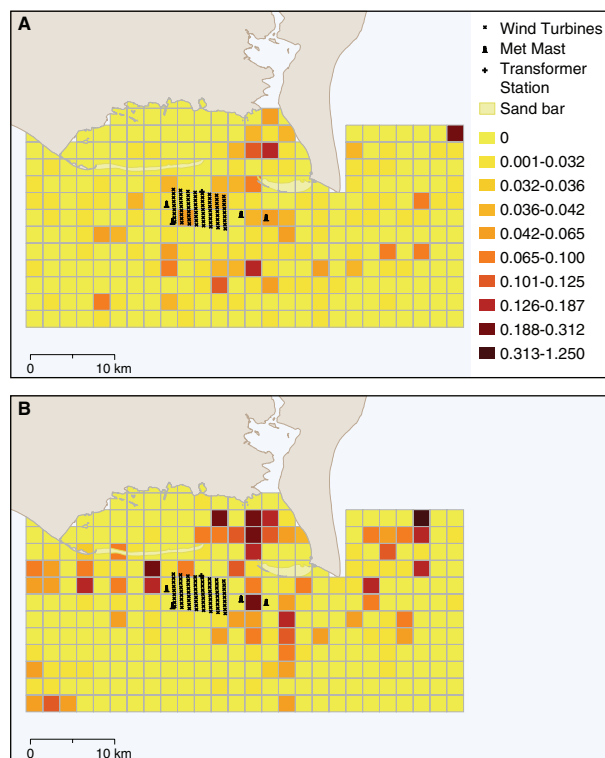 A
Wind Turbines
Met Mast
Transformer
Station
Sand bar
0
0.001-0.032
0.032-0.036
0.036-0.042
0.042-0.065
0.065-0.100
0.101-0.125
0.126-0.187
0.188-0.312
0.313-1.250
0 10 km
B
0 10 km